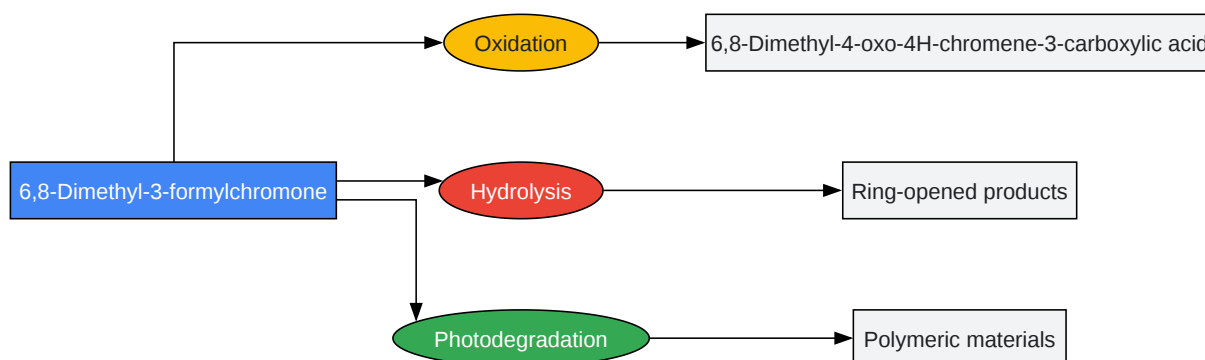 Oxidation
6,8-Dimethyl-4-oxo-4H-chromene-3-carboxylic acid
6,8-Dimethyl-3-formylchromone
Hydrolysis
Ring-opened products
Photodegradation
Polymeric materials